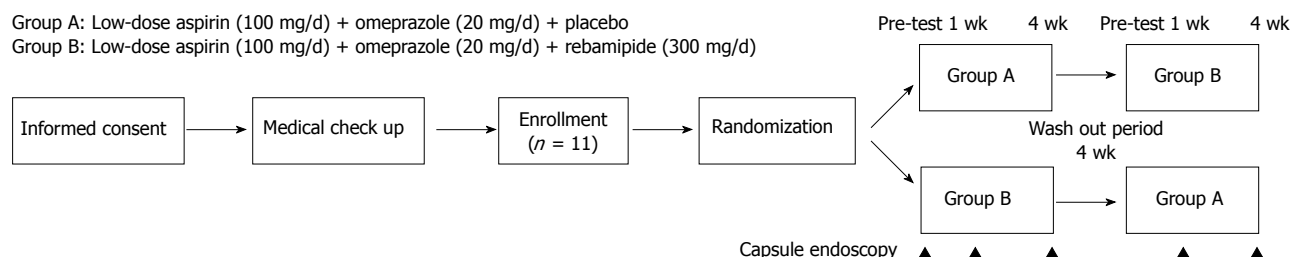 Group A: Low-dose aspirin (100 mg/d) + omeprazole (20 mg/d) + placebo
Group B: Low-dose aspirin (100 mg/d) + omeprazole (20 mg/d) + rebamipide (300 mg/d)
Pre-test 1 wk 4 wk Pre-test 1 wk 4 wk
Group A
Group B
Informed consent
Medical check up
Enrollment
(n = 11)
Randomization
Wash out period
4 wk
Group B
Group A
Capsule endoscopy